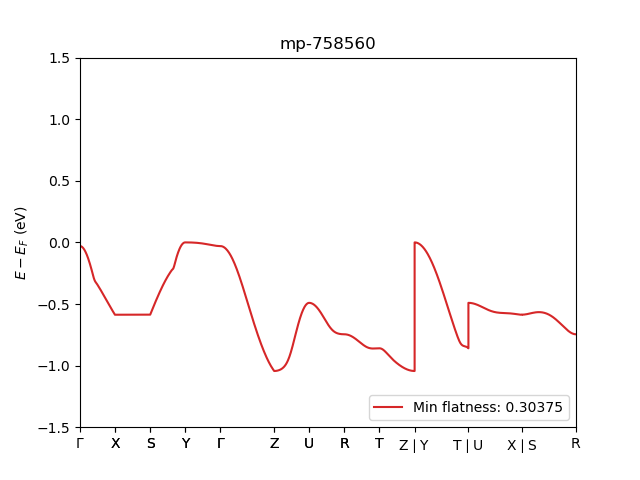 mp-758560
E − E_F (eV)
1.5
1.0
0.5
0.0
−0.5
−1.0
−1.5
Min flatness: 0.30375
Γ X S Y Γ Z U R T Z | Y T | U X | S R